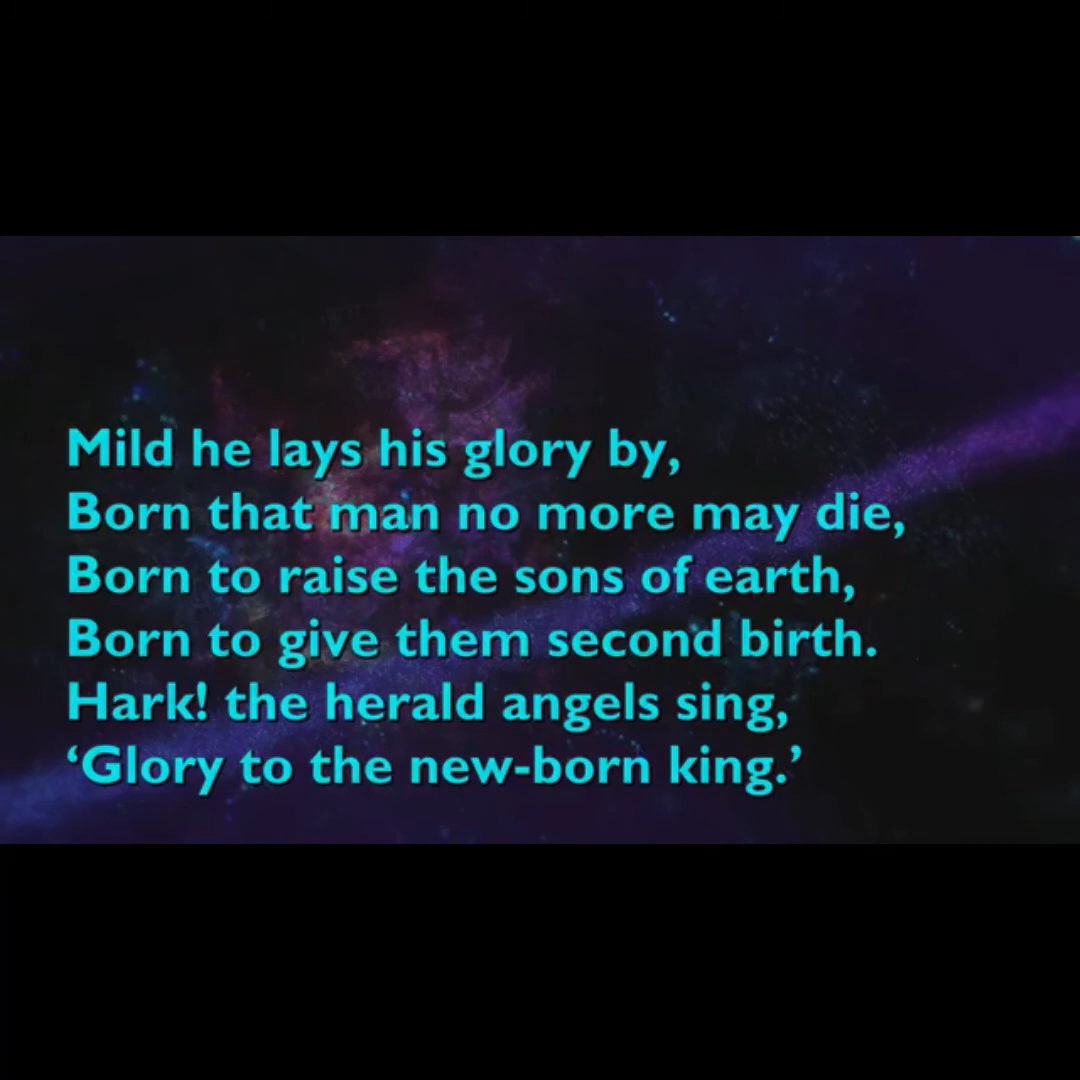 Mild he lays his glory by,
Born that man no more may die,
Born to raise the sons of earth,
Born to give them second birth.
Hark! the herald angels sing,
‘Glory to the new-born king.’